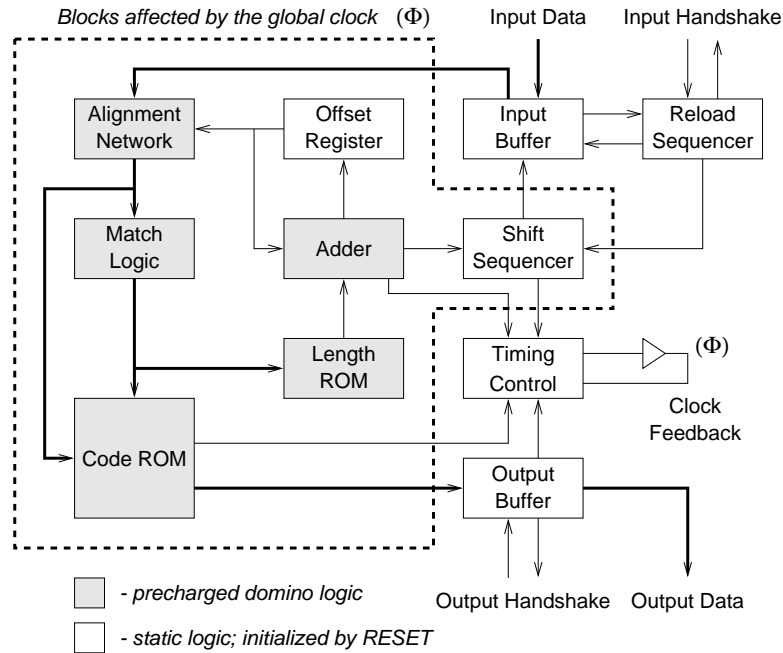 Blocks affected by the global clock (Φ)
Input Data
Input Handshake
Alignment
Network
Offset
Register
Input
Buffer
Reload
Sequencer
Match
Logic
Adder
Shift
Sequencer
Length
ROM
Timing
Control
(Φ)
Clock
Feedback
Code ROM
Output
Buffer
- precharged domino logic
Output Handshake
Output Data
- static logic; initialized by RESET